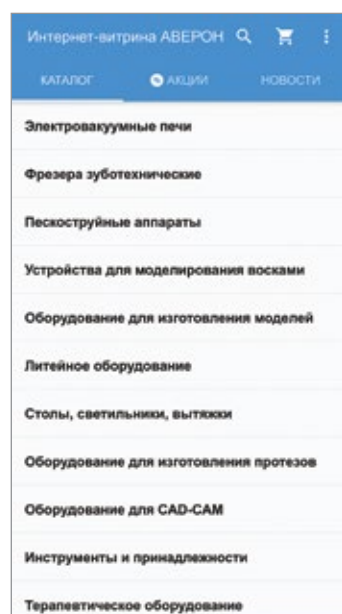 Интернет-витрина АВЕРОН
КАТАЛОГ АКЦИИ НОВОСТИ
Электровакуумные печи
Фрезера зуботехнические
Пескоструйные аппараты
Устройства для моделирования восками
Оборудование для изготовления моделей
Литейное оборудование
Столы, светильники, вытяжки
Оборудование для изготовления протезов
Оборудование для CAD-CAM
Инструменты и принадлежности
Терапевтическое оборудование